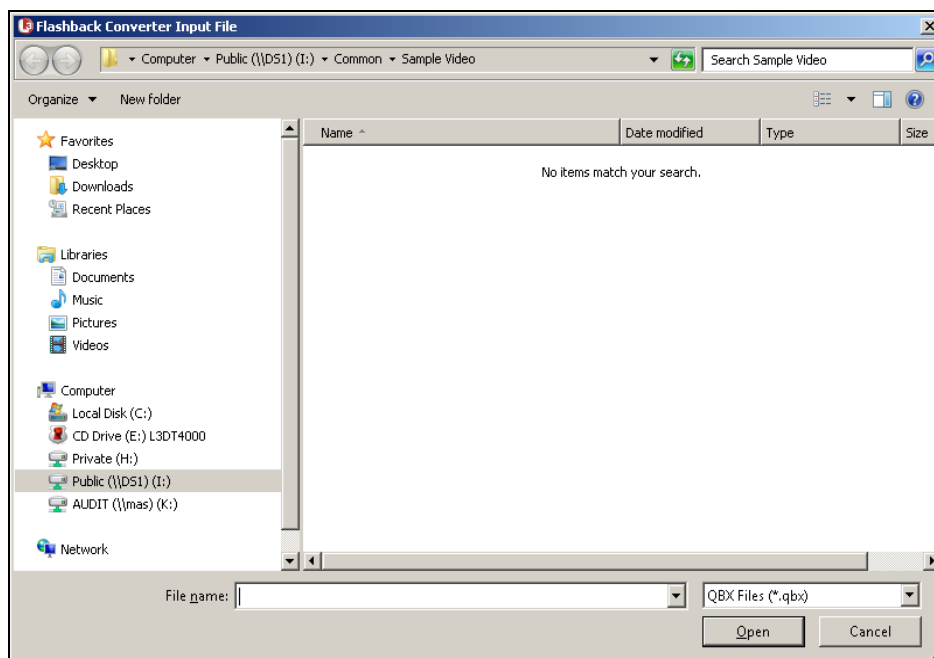 Flashback Converter Input File
Computer Public (\\DS1) (I:) Common Sample Video Search Sample Video
Organize New folder
Name Date modified Type Size
No items match your search.
Favorites
Desktop
Downloads
Recent Places
Libraries
Documents
Music
Pictures
Videos
Computer
Local Disk (C:)
CD Drive (E:) L3DT4000
Private (H:)
Public (\\DS1) (I:)
AUDIT (\\mas) (K:)
Network
File name: QBX Files (*.qbx)
Open Cancel